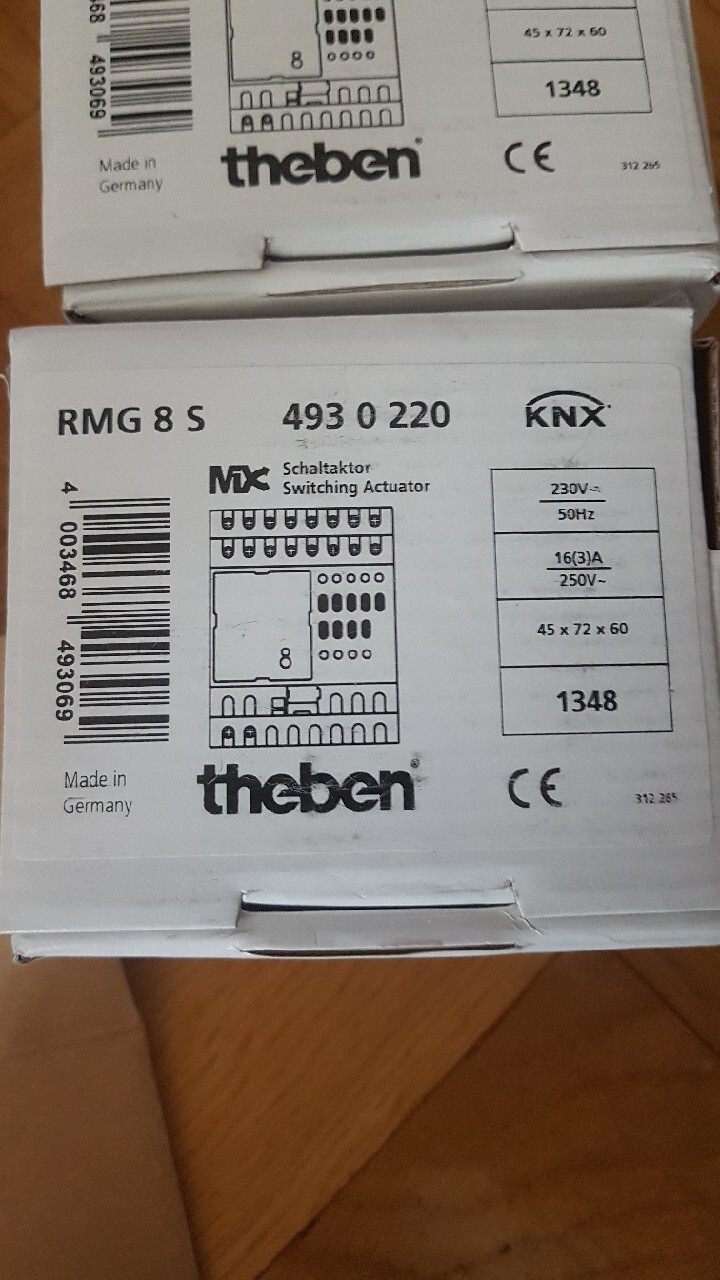 468
493069
8
45 x 72 x 60
1348
Made in
Germany
theben
CE
312 265
RMG 8 S
493 0 220
KNX
MiX
Schaltaktor
Switching Actuator
4 003468 493069
8
230V~
50Hz
16(3)A
250V~
45 x 72 x 60
1348
Made in
Germany
theben®
CE
312 265